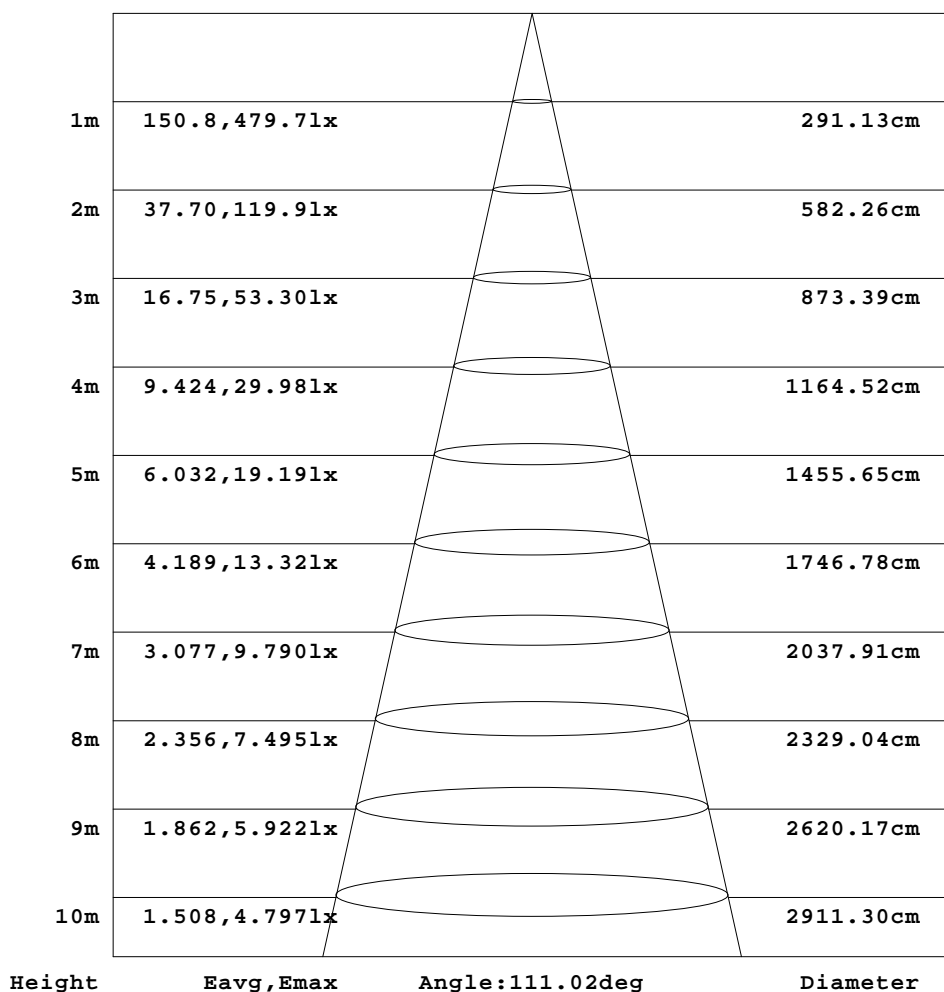 1m 150.8,479.7lx 291.13cm
2m 37.70,119.9lx 582.26cm
3m 16.75,53.30lx 873.39cm
4m 9.424,29.98lx 1164.52cm
5m 6.032,19.19lx 1455.65cm
6m 4.189,13.32lx 1746.78cm
7m 3.077,9.790lx 2037.91cm
8m 2.356,7.495lx 2329.04cm
9m 1.862,5.922lx 2620.17cm
10m 1.508,4.797lx 2911.30cm
Height Eavg,Emax Angle:111.02deg Diameter